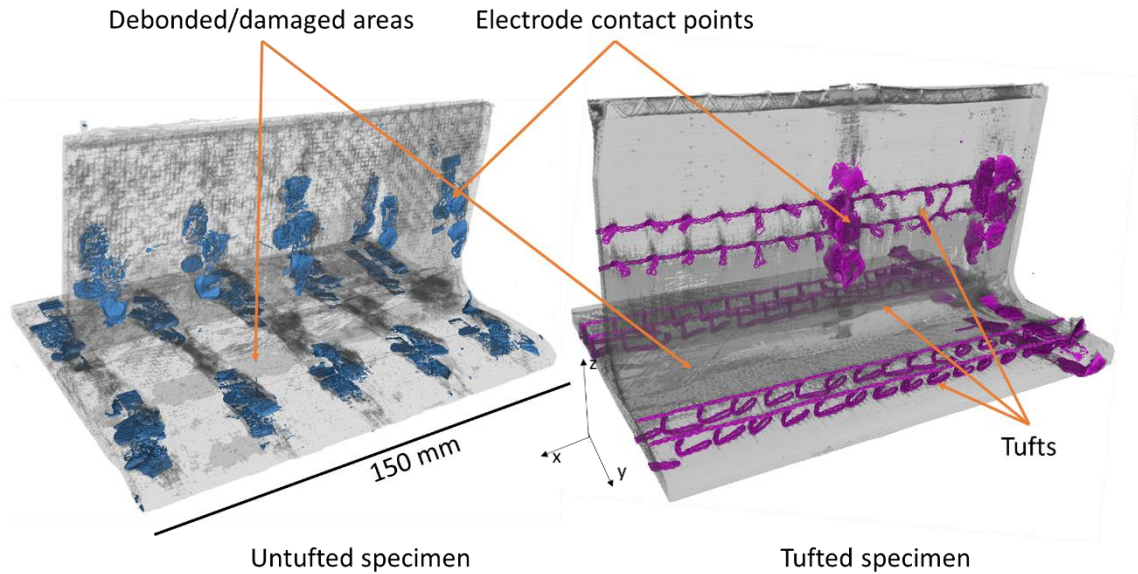 Debonded/damaged areas
Electrode contact points
150 mm
z
x
y
Tufts
Untufted specimen
Tufted specimen